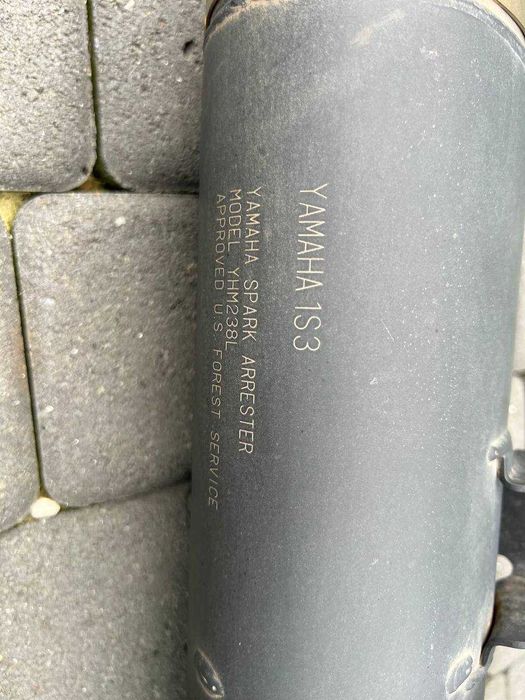 YAMAHA 1S3
YAMAHA SPARK ARRESTER
MODEL YHM238L
APPROVED U.S FOREST SERVICE